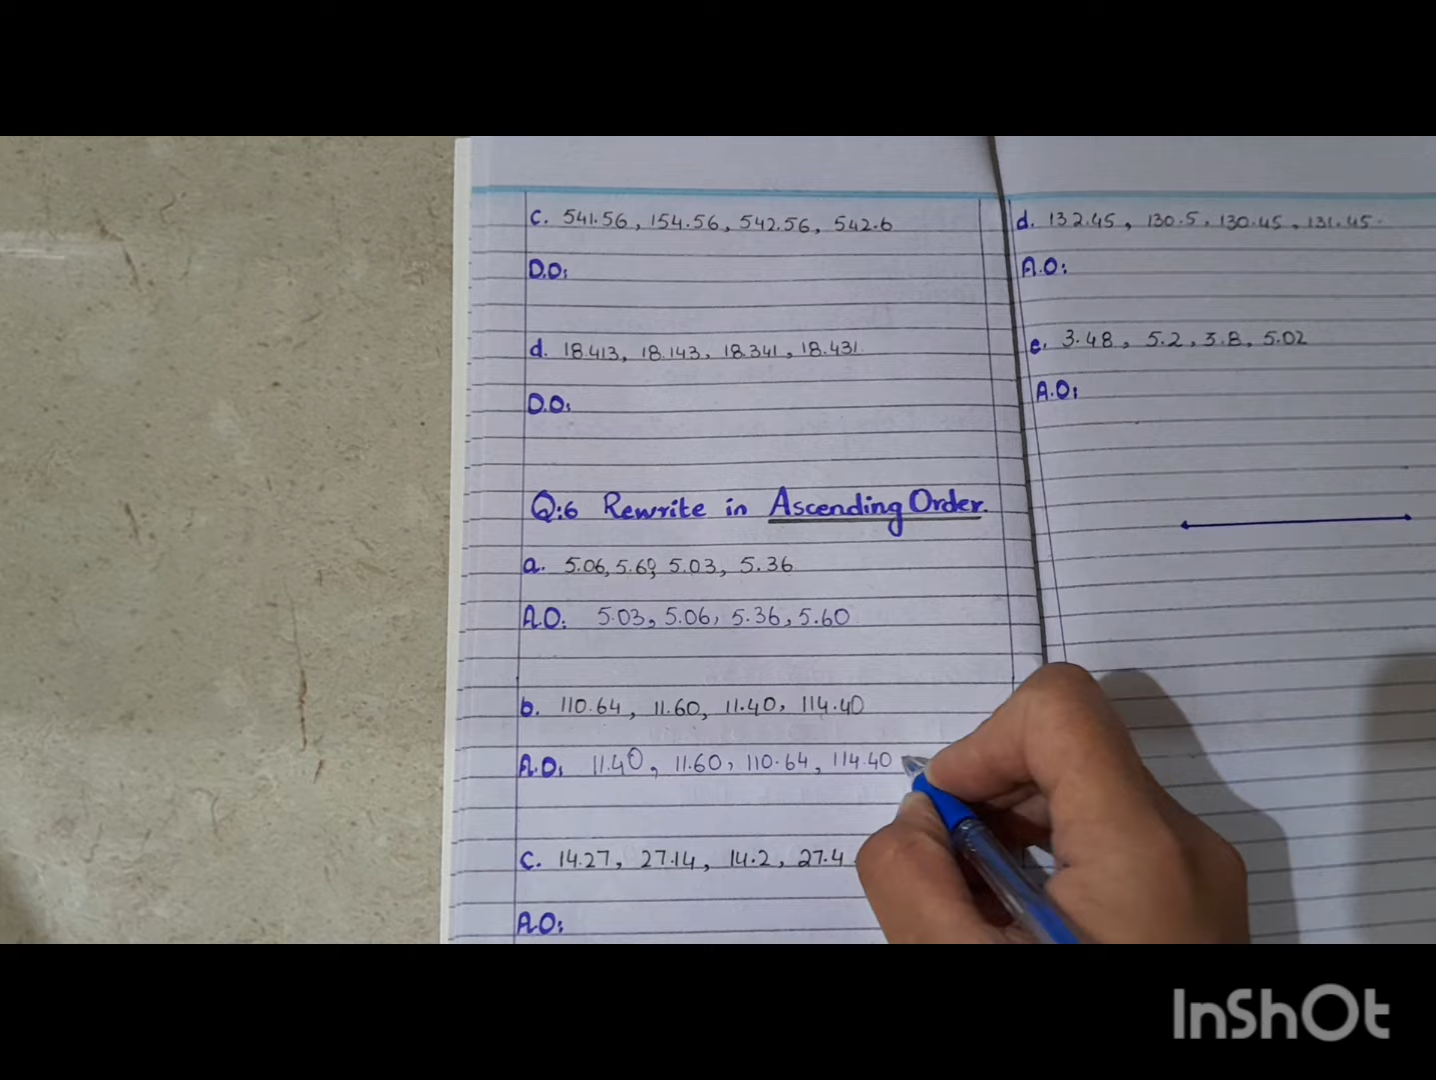 c. 541.56, 154.56, 542.56, 542.6
D.O:
d. 18.413, 18.143, 18.341, 18.431
D.O:
Q:6 Rewrite in Ascending Order.
a. 5.06, 5.60, 5.03, 5.36
A.O: 5.03, 5.06, 5.36, 5.60
b. 110.64, 11.60, 11.40, 114.40
A.O: 11.40, 11.60, 110.64, 114.40
c. 14.27, 27.14, 14.2, 27.4
A.O:
d. 132.45, 130.5, 130.45, 131.45.
A.O:
e. 3.48, 5.2, 3.8, 5.02
A.O:
InShOt